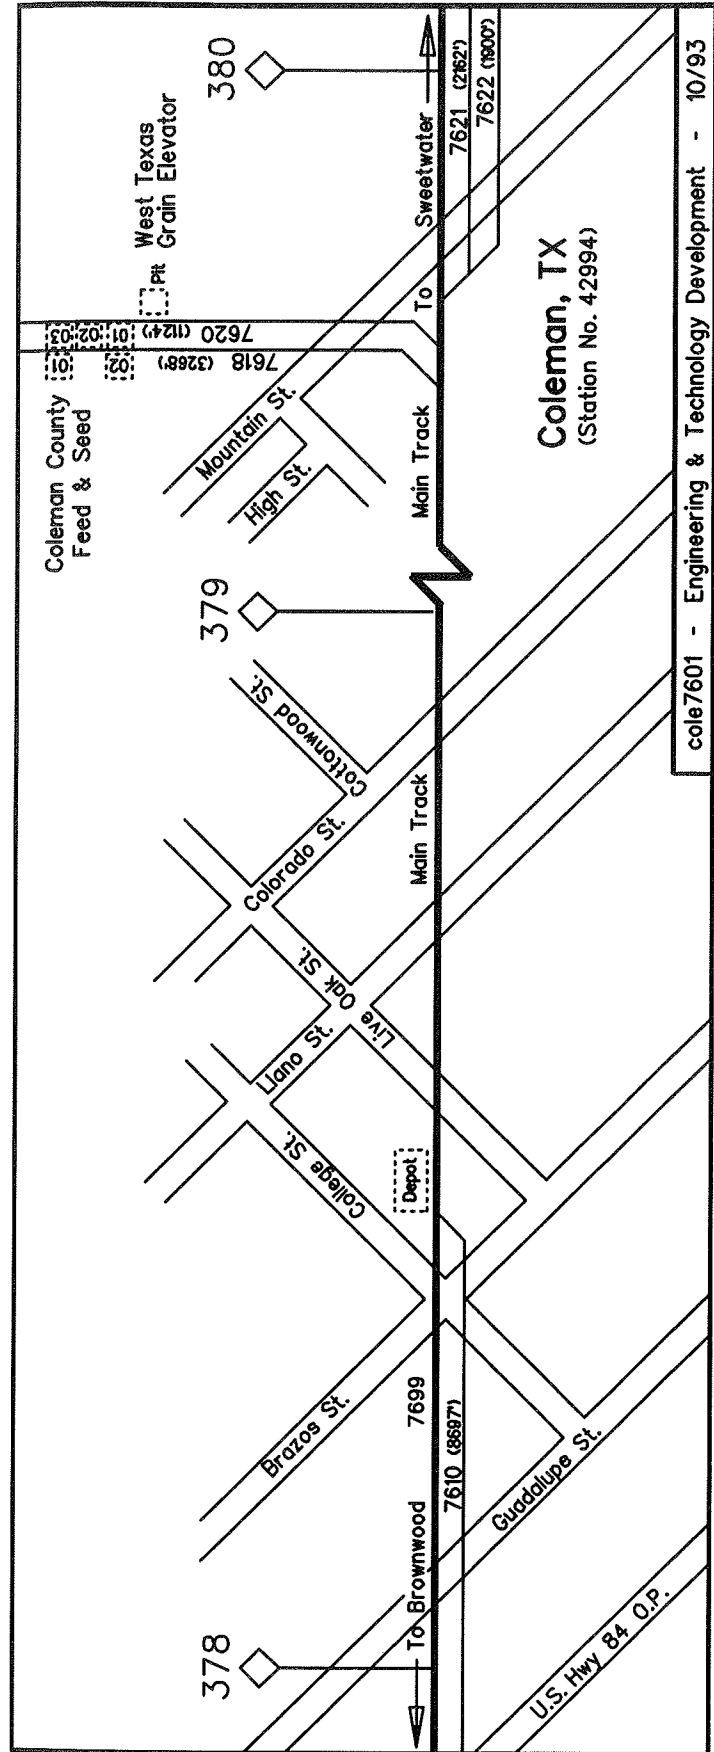 378
379
380
U.S. Hwy 84 O.P.
To Brownwood
7699
7610 (8697')
Guadalupe St.
Brazos St.
College St.
Depot
Llano St.
Live Oak St.
Colorado St.
Cottonwood St.
Main Track
Main Track
High St.
Mountain St.
Coleman County
Feed & Seed
01
02
7618 (3268')
03
02
01
7620 (1124')
Pit
West Texas
Grain Elevator
To Sweetwater
7621 (2162')
7622 (1900')
Coleman, TX
(Station No. 42994)
cole7601 - Engineering & Technology Development - 10/93